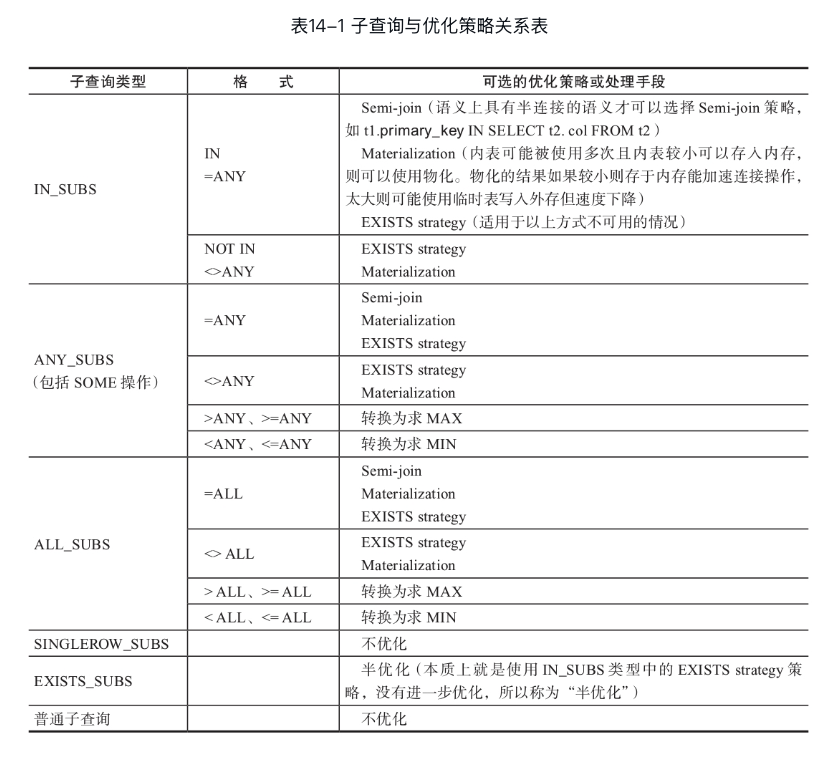 表14-1 子查询与优化策略关系表
子查询类型 格 式 可选的优化策略或处理手段
IN_SUBS
IN
=ANY
Semi-join（语义上具有半连接的语义才可以选择 Semi-join 策略，
如 t1.primary_key IN SELECT t2. col FROM t2）
Materialization（内表可能被使用多次且内表较小可以存入内存，
则可以使用物化。物化的结果如果较小则存于内存能加速连接操作，
太大则可能使用临时表写入外存但速度下降）
EXISTS strategy（适用于以上方式不可用的情况）
NOT IN
<>ANY
EXISTS strategy
Materialization
ANY_SUBS
（包括 SOME 操作）
=ANY
Semi-join
Materialization
EXISTS strategy
<>ANY
EXISTS strategy
Materialization
>ANY、>=ANY 转换为求 MAX
<ANY、<=ANY 转换为求 MIN
ALL_SUBS
=ALL
Semi-join
Materialization
EXISTS strategy
<> ALL
EXISTS strategy
Materialization
> ALL、>= ALL 转换为求 MAX
< ALL、<= ALL 转换为求 MIN
SINGLEROW_SUBS 不优化
EXISTS_SUBS
半优化（本质上就是使用 IN_SUBS 类型中的 EXISTS strategy 策
略，没有进一步优化，所以称为“半优化”）
普通子查询 不优化